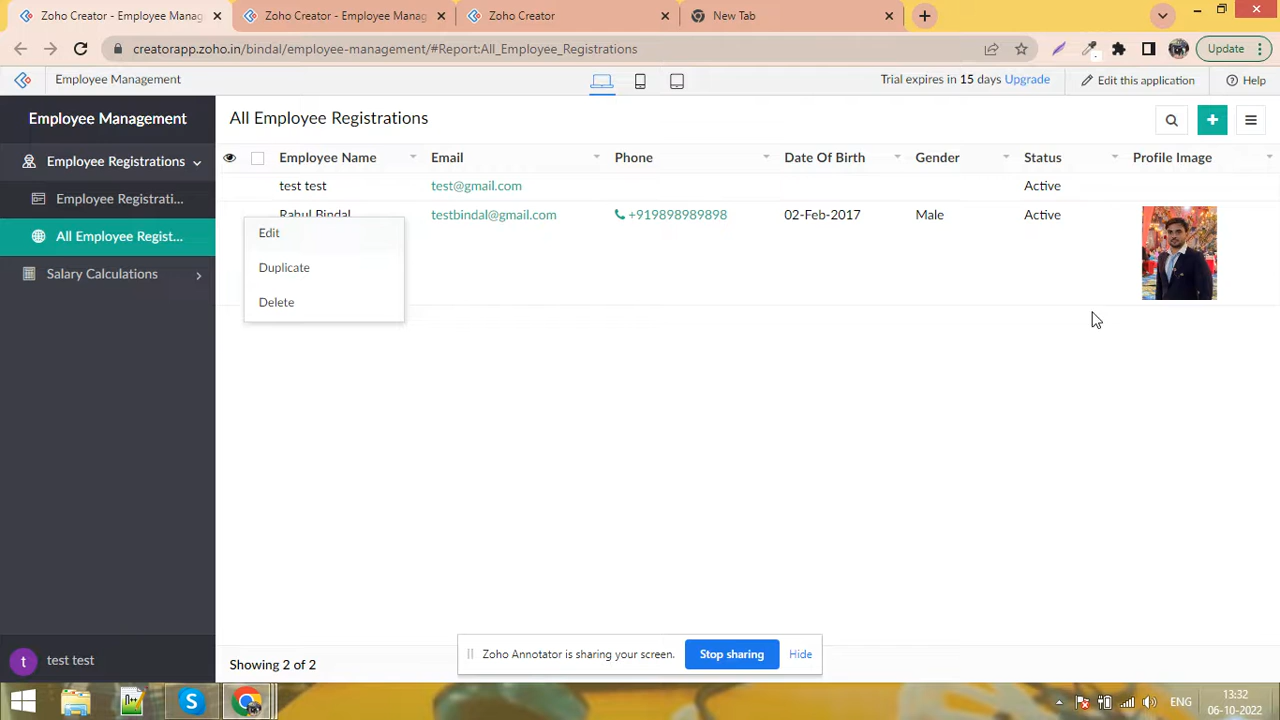 Zoho Creator - Employee Manag
Zoho Creator - Employee Manag
Zoho Creator
New Tab
creatorapp.zoho.in/bindal/employee-management/#Report:All_Employee_Registrations
Update
Employee Management
Trial expires in 15 days Upgrade
Edit this application
Help
Employee Management
Employee Registrations
Employee Registrati...
All Employee Regist...
Salary Calculations
test test
All Employee Registrations
Employee Name Email Phone Date Of Birth Gender Status Profile Image
test test test@gmail.com Active
Rahul Bindal testbindal@gmail.com +919898989898 02-Feb-2017 Male Active
Edit
Duplicate
Delete
Showing 2 of 2
Zoho Annotator is sharing your screen. Stop sharing Hide
ENG
13:32
06-10-2022